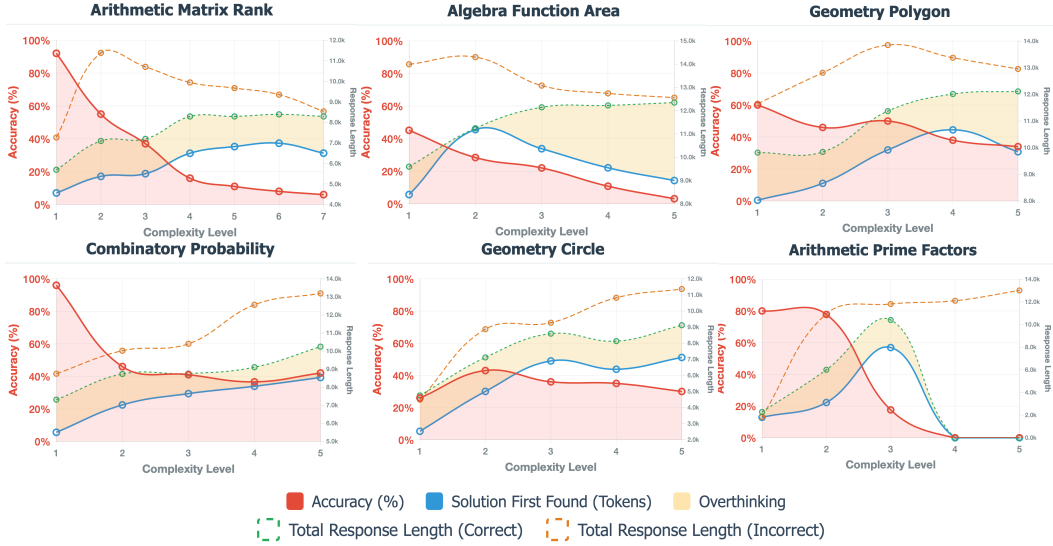 Arithmetic Matrix Rank
Accuracy (%)
100%
80%
60%
40%
20%
0%
12.0k
11.0k
10.0k
9.0k
8.0k
7.0k
6.0k
5.0k
4.0k
Response Length
1 2 3 4 5 6 7
Complexity Level
Algebra Function Area
Accuracy (%)
100%
80%
60%
40%
20%
0%
15.0k
14.0k
13.0k
12.0k
11.0k
10.0k
9.0k
8.0k
Response Length
1 2 3 4 5
Complexity Level
Geometry Polygon
Accuracy (%)
100%
80%
60%
40%
20%
0%
14.0k
13.0k
12.0k
11.0k
10.0k
9.0k
8.0k
Response Length
1 2 3 4 5
Complexity Level
Combinatory Probability
Accuracy (%)
100%
80%
60%
40%
20%
0%
14.0k
13.0k
12.0k
11.0k
10.0k
9.0k
8.0k
7.0k
6.0k
5.0k
Response Length
1 2 3 4 5
Complexity Level
Geometry Circle
Accuracy (%)
100%
80%
60%
40%
20%
0%
12.0k
11.0k
10.0k
9.0k
8.0k
7.0k
6.0k
5.0k
4.0k
3.0k
2.0k
Response Length
1 2 3 4 5
Complexity Level
Arithmetic Prime Factors
Accuracy (%)
100%
80%
60%
40%
20%
0%
14.0k
12.0k
10.0k
8.0k
6.0k
4.0k
2.0k
0.0k
1 2 3 4 5
Complexity Level
Accuracy (%) Solution First Found (Tokens) Overthinking
Total Response Length (Correct) Total Response Length (Incorrect)